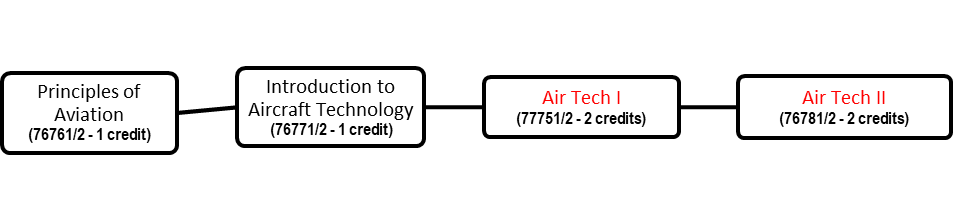 Principles of
Aviation
(76761/2 - 1 credit)
Introduction to
Aircraft Technology
(76771/2 - 1 credit)
Air Tech I
(77751/2 - 2 credits)
Air Tech II
(76781/2 - 2 credits)